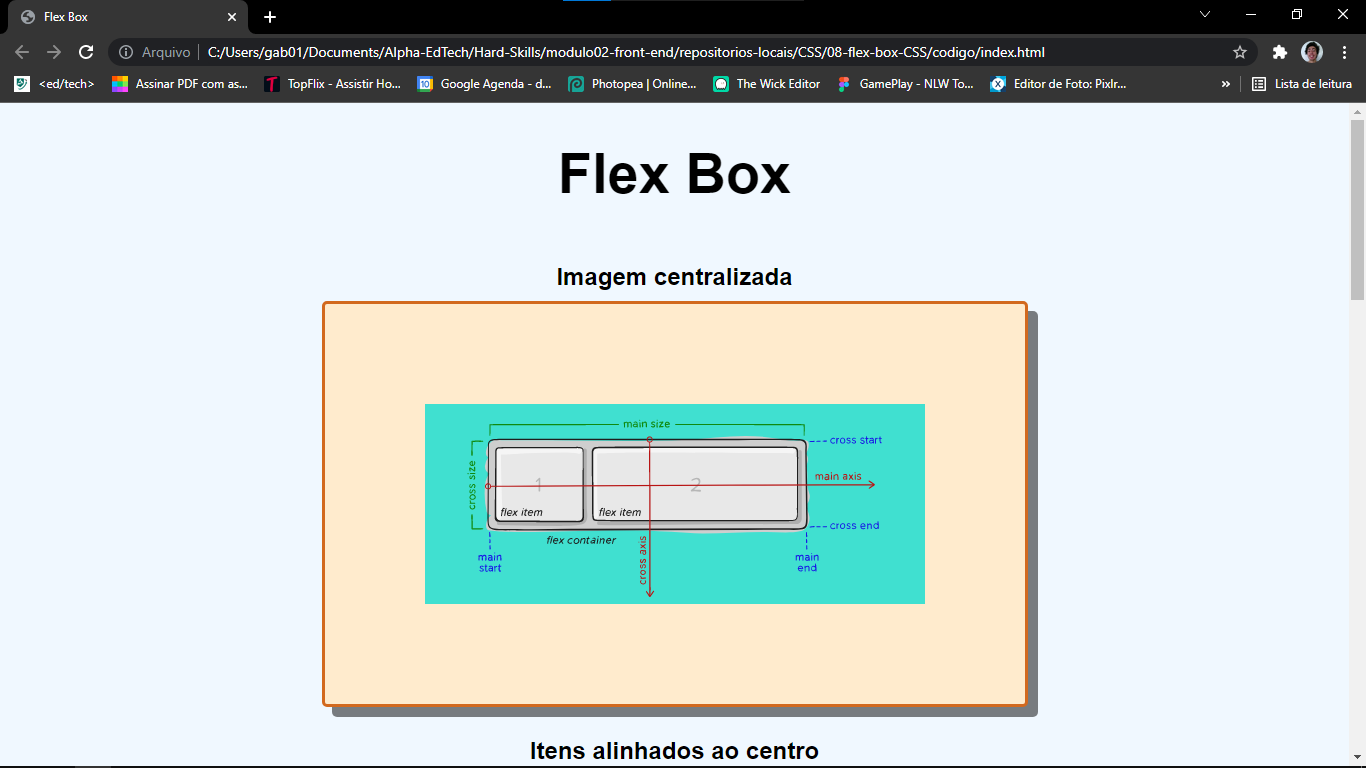 Flex Box
Arquivo
C:/Users/gab01/Documents/Alpha-EdTech/Hard-Skills/modulo02-front-end/repositorios-locais/CSS/08-flex-box-CSS/codigo/index.html
<ed/tech>
Assinar PDF com as...
TopFlix - Assistir Ho...
10
Google Agenda - d...
Photopea | Online...
The Wick Editor
GamePlay - NLW To...
Editor de Foto: Pixlr...
»
Lista de leitura
Flex Box
Imagem centralizada
main size
cross start
cross size
main axis
1
2
flex item
flex item
cross end
flex container
cross axis
main
start
main
end
Itens alinhados ao centro